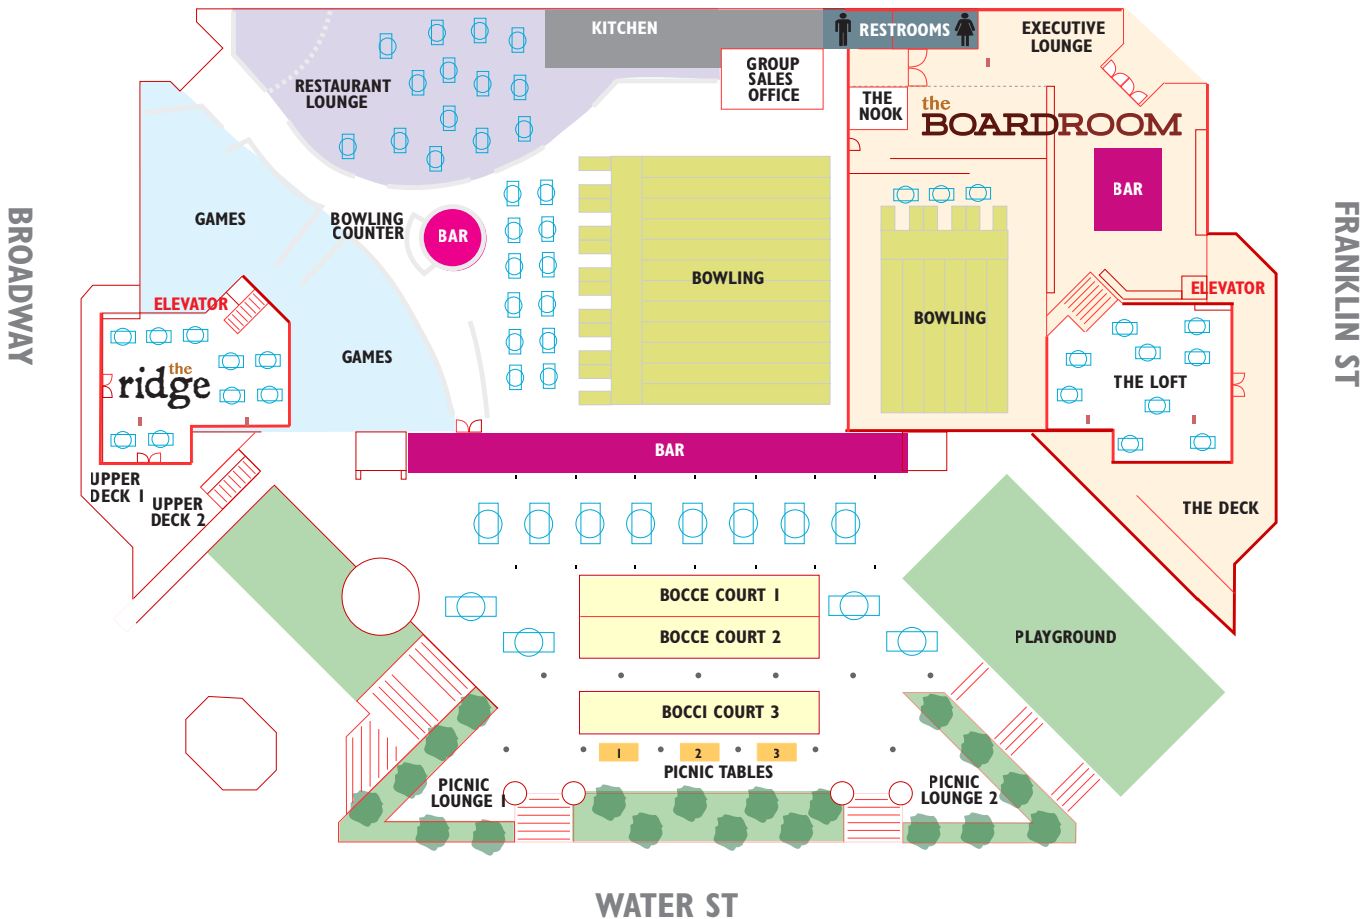 KITCHEN
RESTROOMS
EXECUTIVE
LOUNGE
GROUP
SALES
OFFICE
RESTAURANT
LOUNGE
THE
NOOK
the
BOARDROOM
BAR
GAMES
BOWLING
COUNTER
BAR
BOWLING
BOWLING
BROADWAY
FRANKLIN ST
ELEVATOR
ELEVATOR
GAMES
the
ridge
THE LOFT
BAR
UPPER
DECK 1
UPPER
DECK 2
THE DECK
BOCCE COURT 1
BOCCE COURT 2
PLAYGROUND
BOCCI COURT 3
1
2
3
PICNIC TABLES
PICNIC
LOUNGE 1
PICNIC
LOUNGE 2
WATER ST